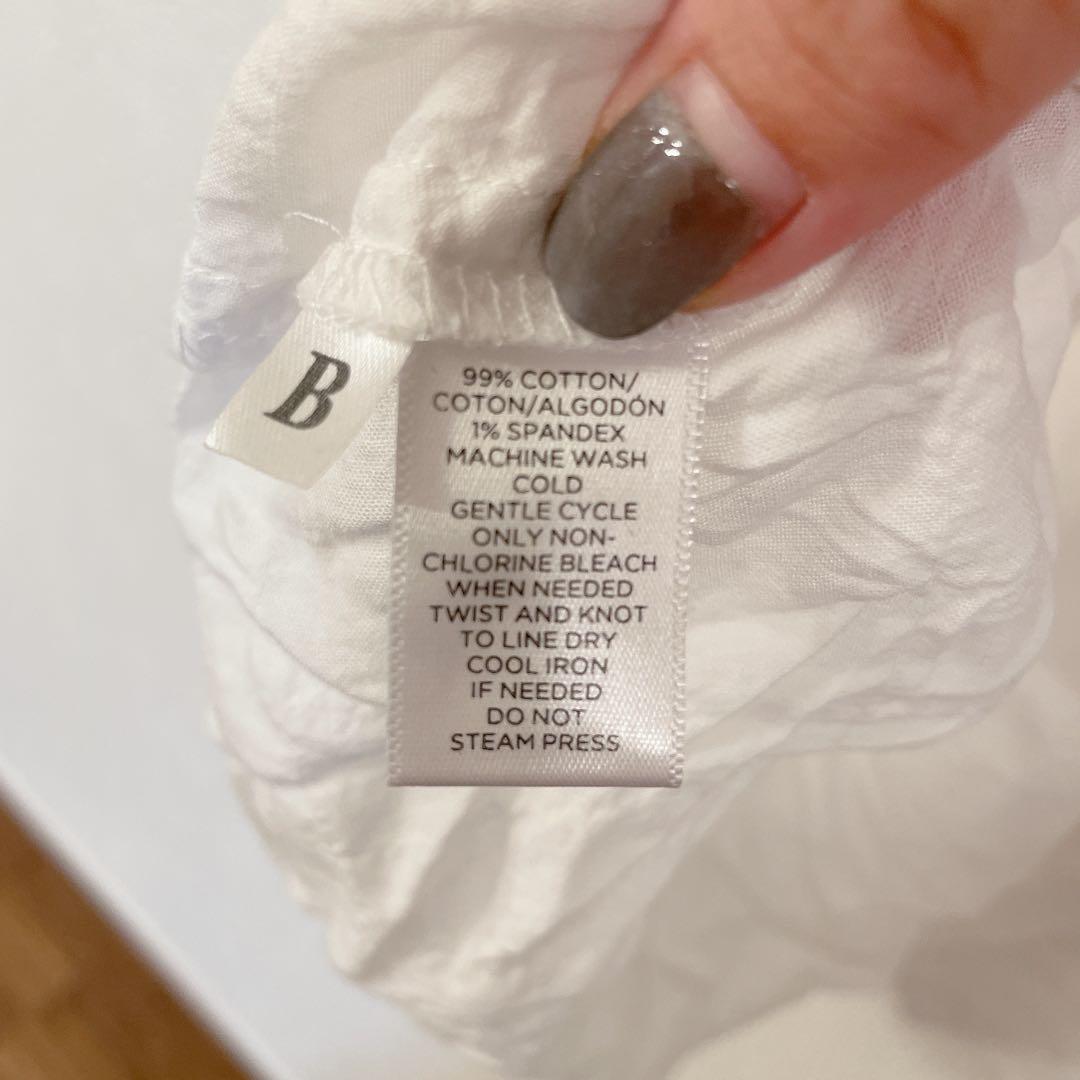 B
99% COTTON/
COTON/ALGODÓN
1% SPANDEX
MACHINE WASH
COLD
GENTLE CYCLE
ONLY NON-
CHLORINE BLEACH
WHEN NEEDED
TWIST AND KNOT
TO LINE DRY
COOL IRON
IF NEEDED
DO NOT
STEAM PRESS